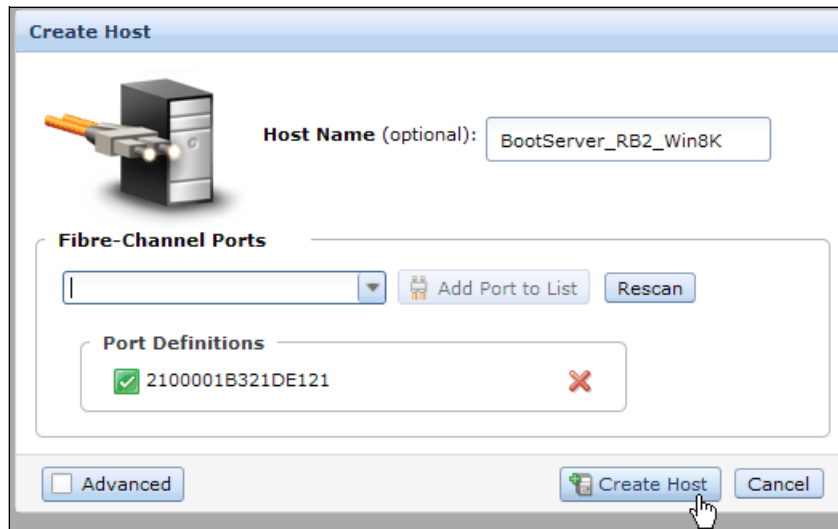 Create Host
Host Name (optional): BootServer_RB2_Win8K
Fibre-Channel Ports
Add Port to List Rescan
Port Definitions
2100001B321DE121
Advanced Create Host Cancel